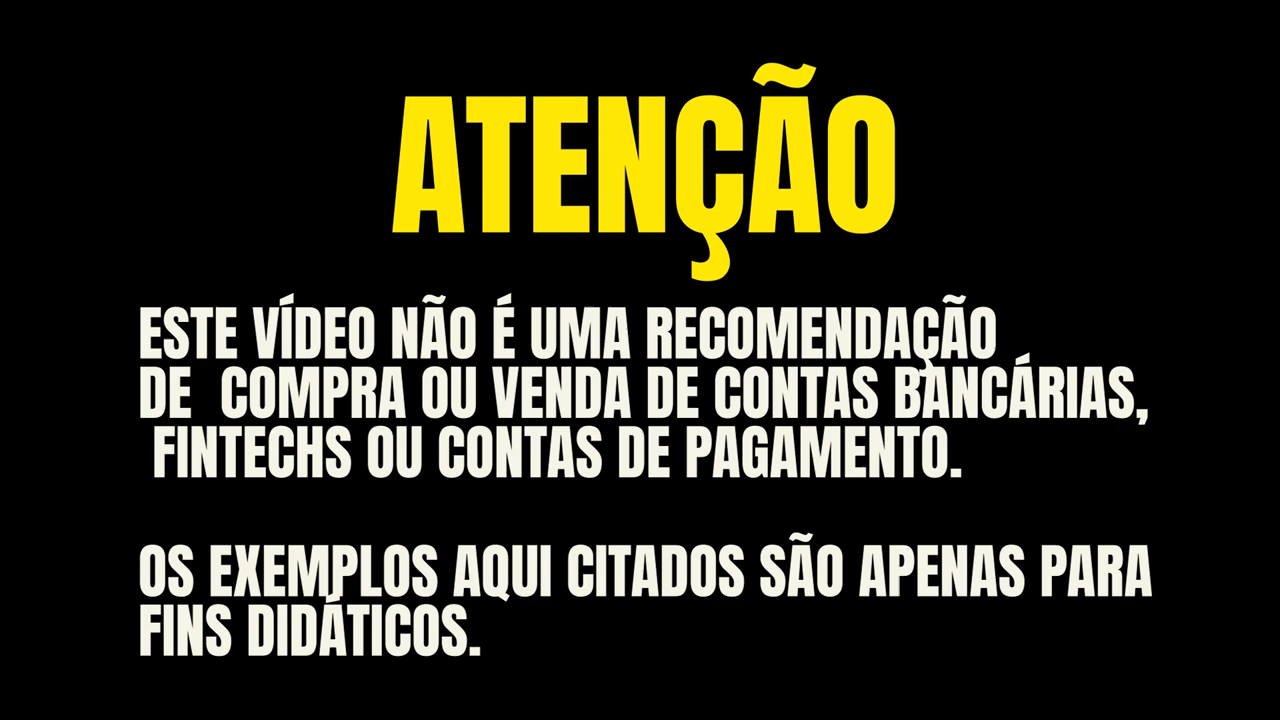 ATENÇÃO
ESTE VÍDEO NÃO É UMA RECOMENDAÇÃO
DE COMPRA OU VENDA DE CONTAS BANCÁRIAS,
FINTECHS OU CONTAS DE PAGAMENTO.
OS EXEMPLOS AQUI CITADOS SÃO APENAS PARA
FINS DIDÁTICOS.